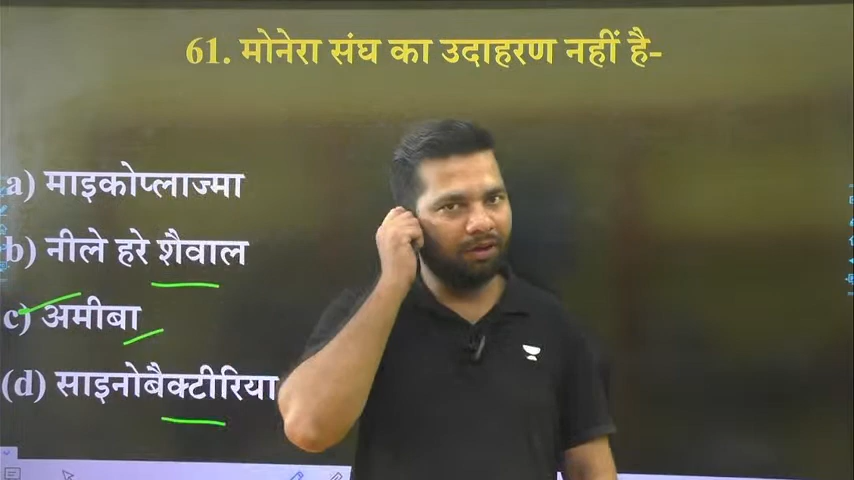 61. मोनेरा संघ का उदाहरण नहीं है-
a) माइकोप्लाज्मा
b) नीले हरे शैवाल
c) अमीबा
(d) साइनोबैक्टीरिया